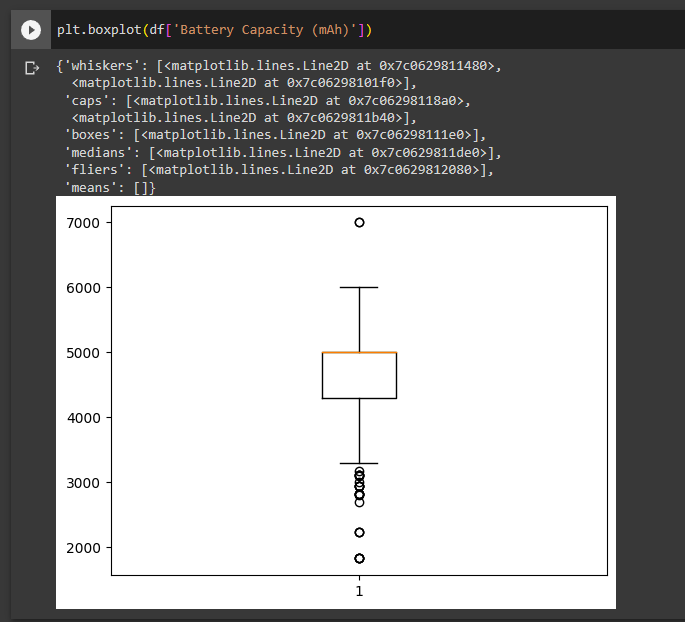 plt.boxplot(df['Battery Capacity (mAh)'])
{'whiskers': [<matplotlib.lines.Line2D at 0x7c0629811480>,
<matplotlib.lines.Line2D at 0x7c06298101f0>],
'caps': [<matplotlib.lines.Line2D at 0x7c06298118a0>,
<matplotlib.lines.Line2D at 0x7c0629811b40>],
'boxes': [<matplotlib.lines.Line2D at 0x7c06298111e0>],
'medians': [<matplotlib.lines.Line2D at 0x7c0629811de0>],
'fliers': [<matplotlib.lines.Line2D at 0x7c0629812080>],
'means': []}
7000
6000
5000
4000
3000
2000
1